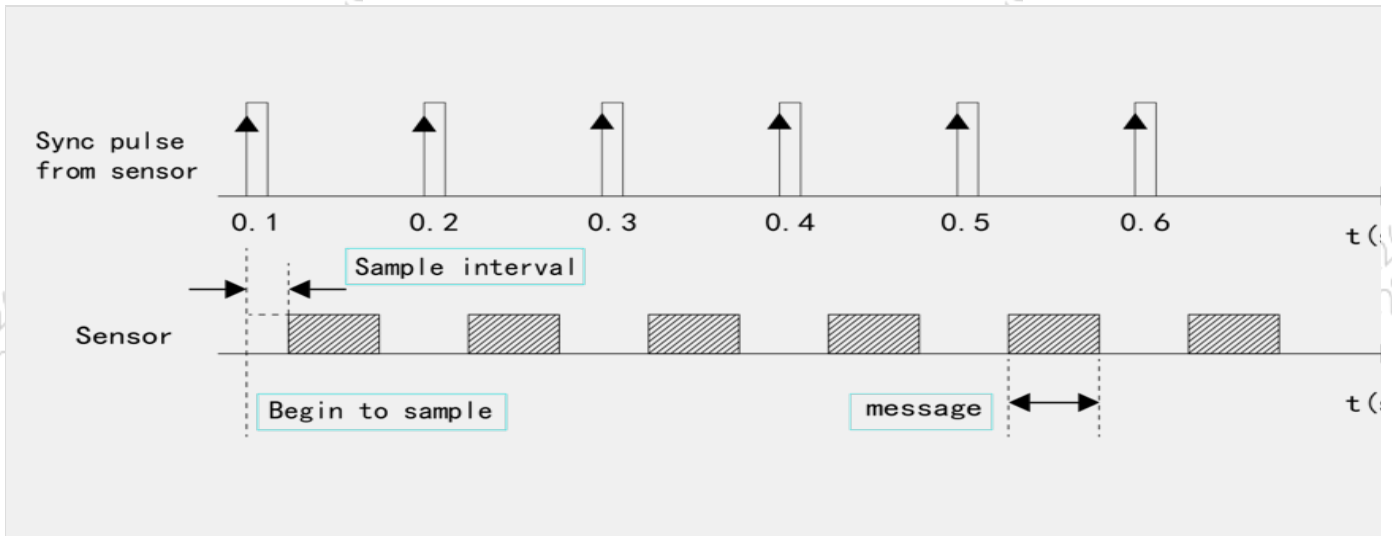 Sync pulse
from sensor
0.1 0.2 0.3 0.4 0.5 0.6
Sample interval
Sensor
Begin to sample
message